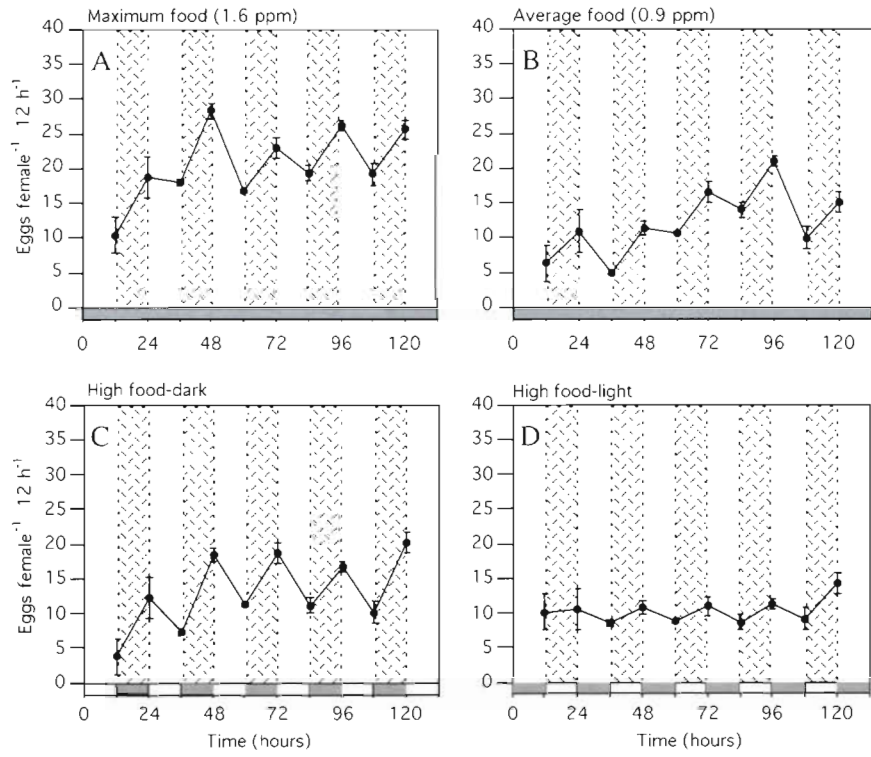 Maximum food (1.6 ppm)
Average food (0.9 ppm)
A
B
40
35
30
25
20
15
10
5
0
Eggs female⁻¹ 12 h⁻¹
0 24 48 72 96 120
40
35
30
25
20
15
10
5
0
0 24 48 72 96 120
High food-dark
High food-light
C
D
40
35
30
25
20
15
10
5
0
Eggs female⁻¹ 12 h⁻¹
0 24 48 72 96 120
Time (hours)
40
35
30
25
20
15
10
5
0
0 24 48 72 96 120
Time (hours)